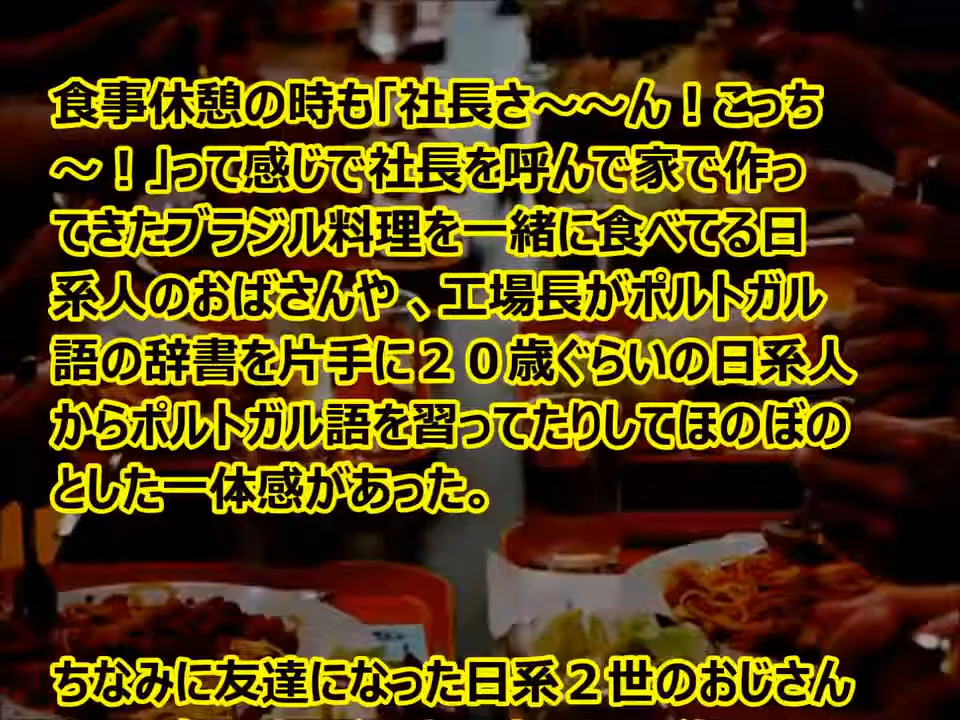 食事休憩の時も「社長さ～～ん！こっち
～！」って感じで社長を呼んで家で作っ
てきたブラジル料理を一緒に食べてる日
系人のおばさんや、工場長がポルトガル
語の辞書を片手に２０歳ぐらいの日系人
からポルトガル語を習ってたりしてほのぼの
とした一体感があった。
ちなみに友達になった日系２世のおじさん